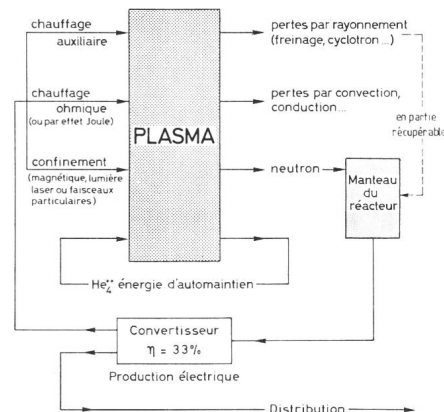 chauffage
auxiliaire
chauffage
ohmique
(ou par effet Joule)
confinement
(magnétique, lumière
laser ou faisceaux
particulaires)
PLASMA
pertes par rayonnement
(freinage, cyclotron ...)
pertes par convection,
conduction...
en partie
récupérable
neutron
Manteau
du
réacteur
He₄⁺⁺ énergie d'automaintien
Convertisseur
η = 33%
Production électrique
Distribution